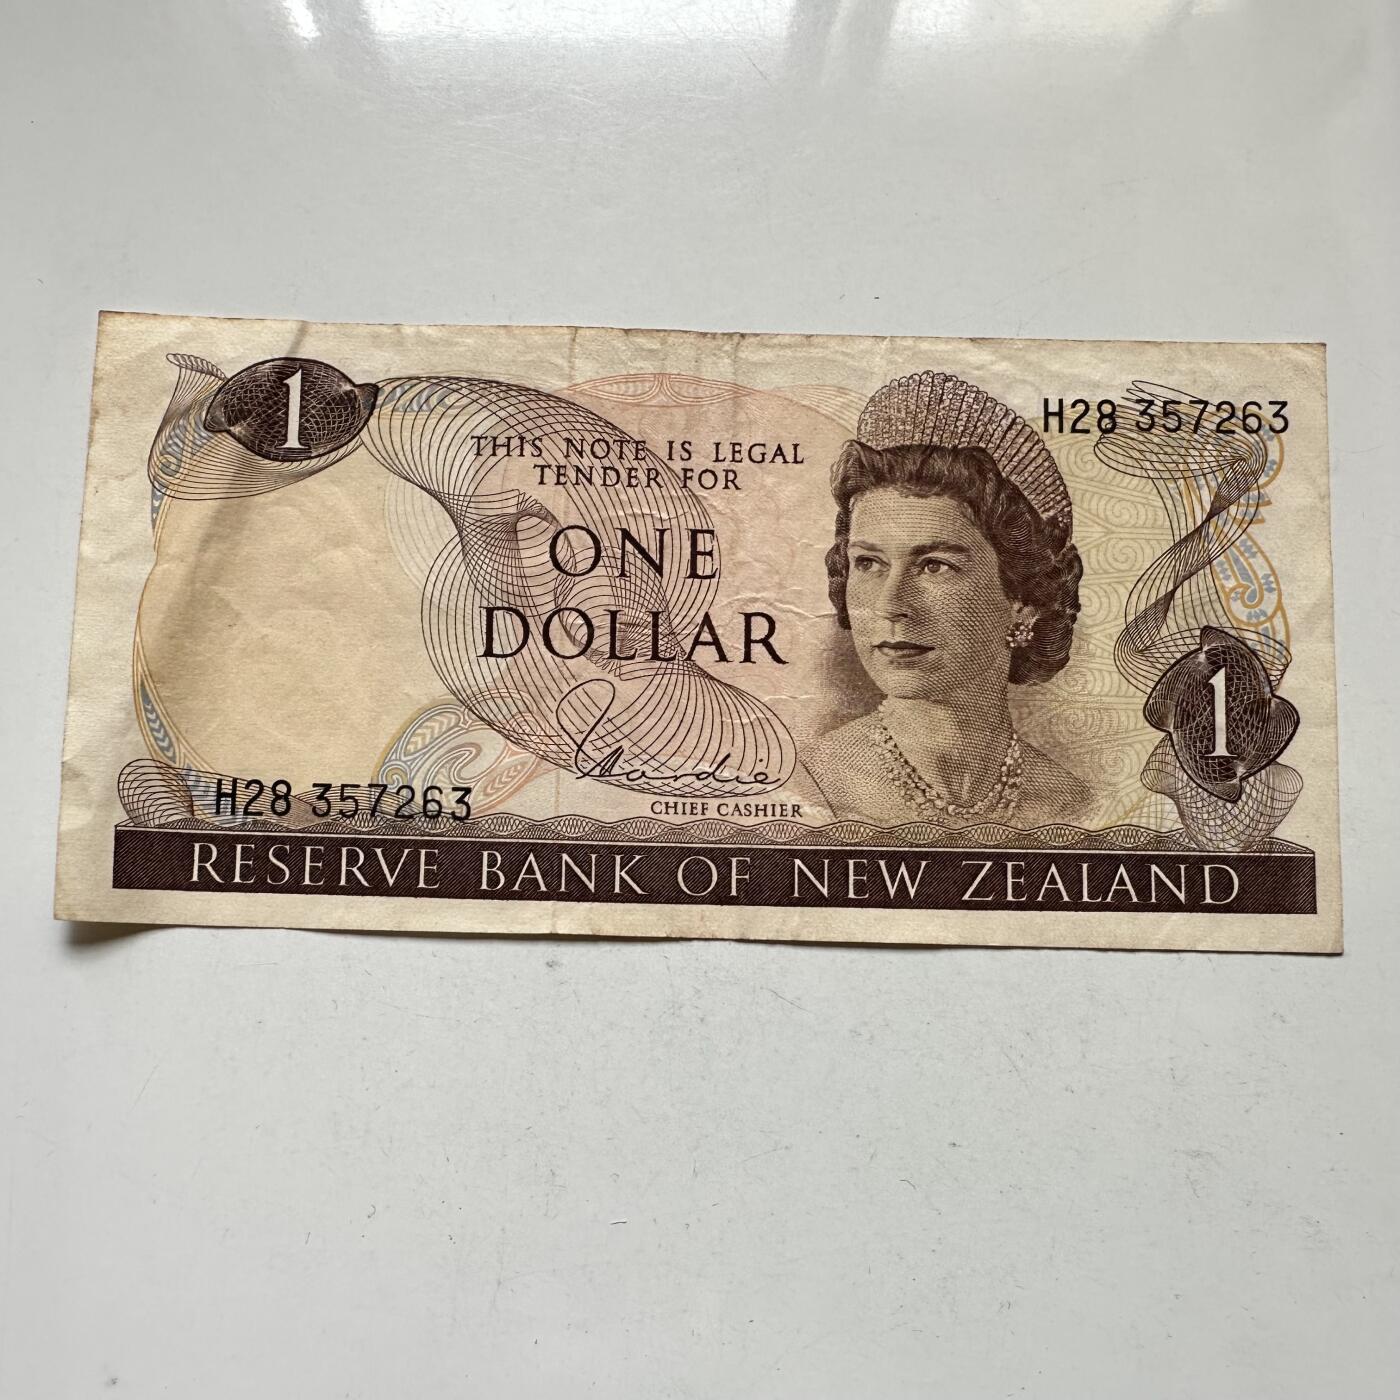 1
H28 357263
THIS NOTE IS LEGAL
TENDER FOR
ONE
DOLLAR
Hardie
CHIEF CASHIER
1
H28 357263
RESERVE BANK OF NEW ZEALAND